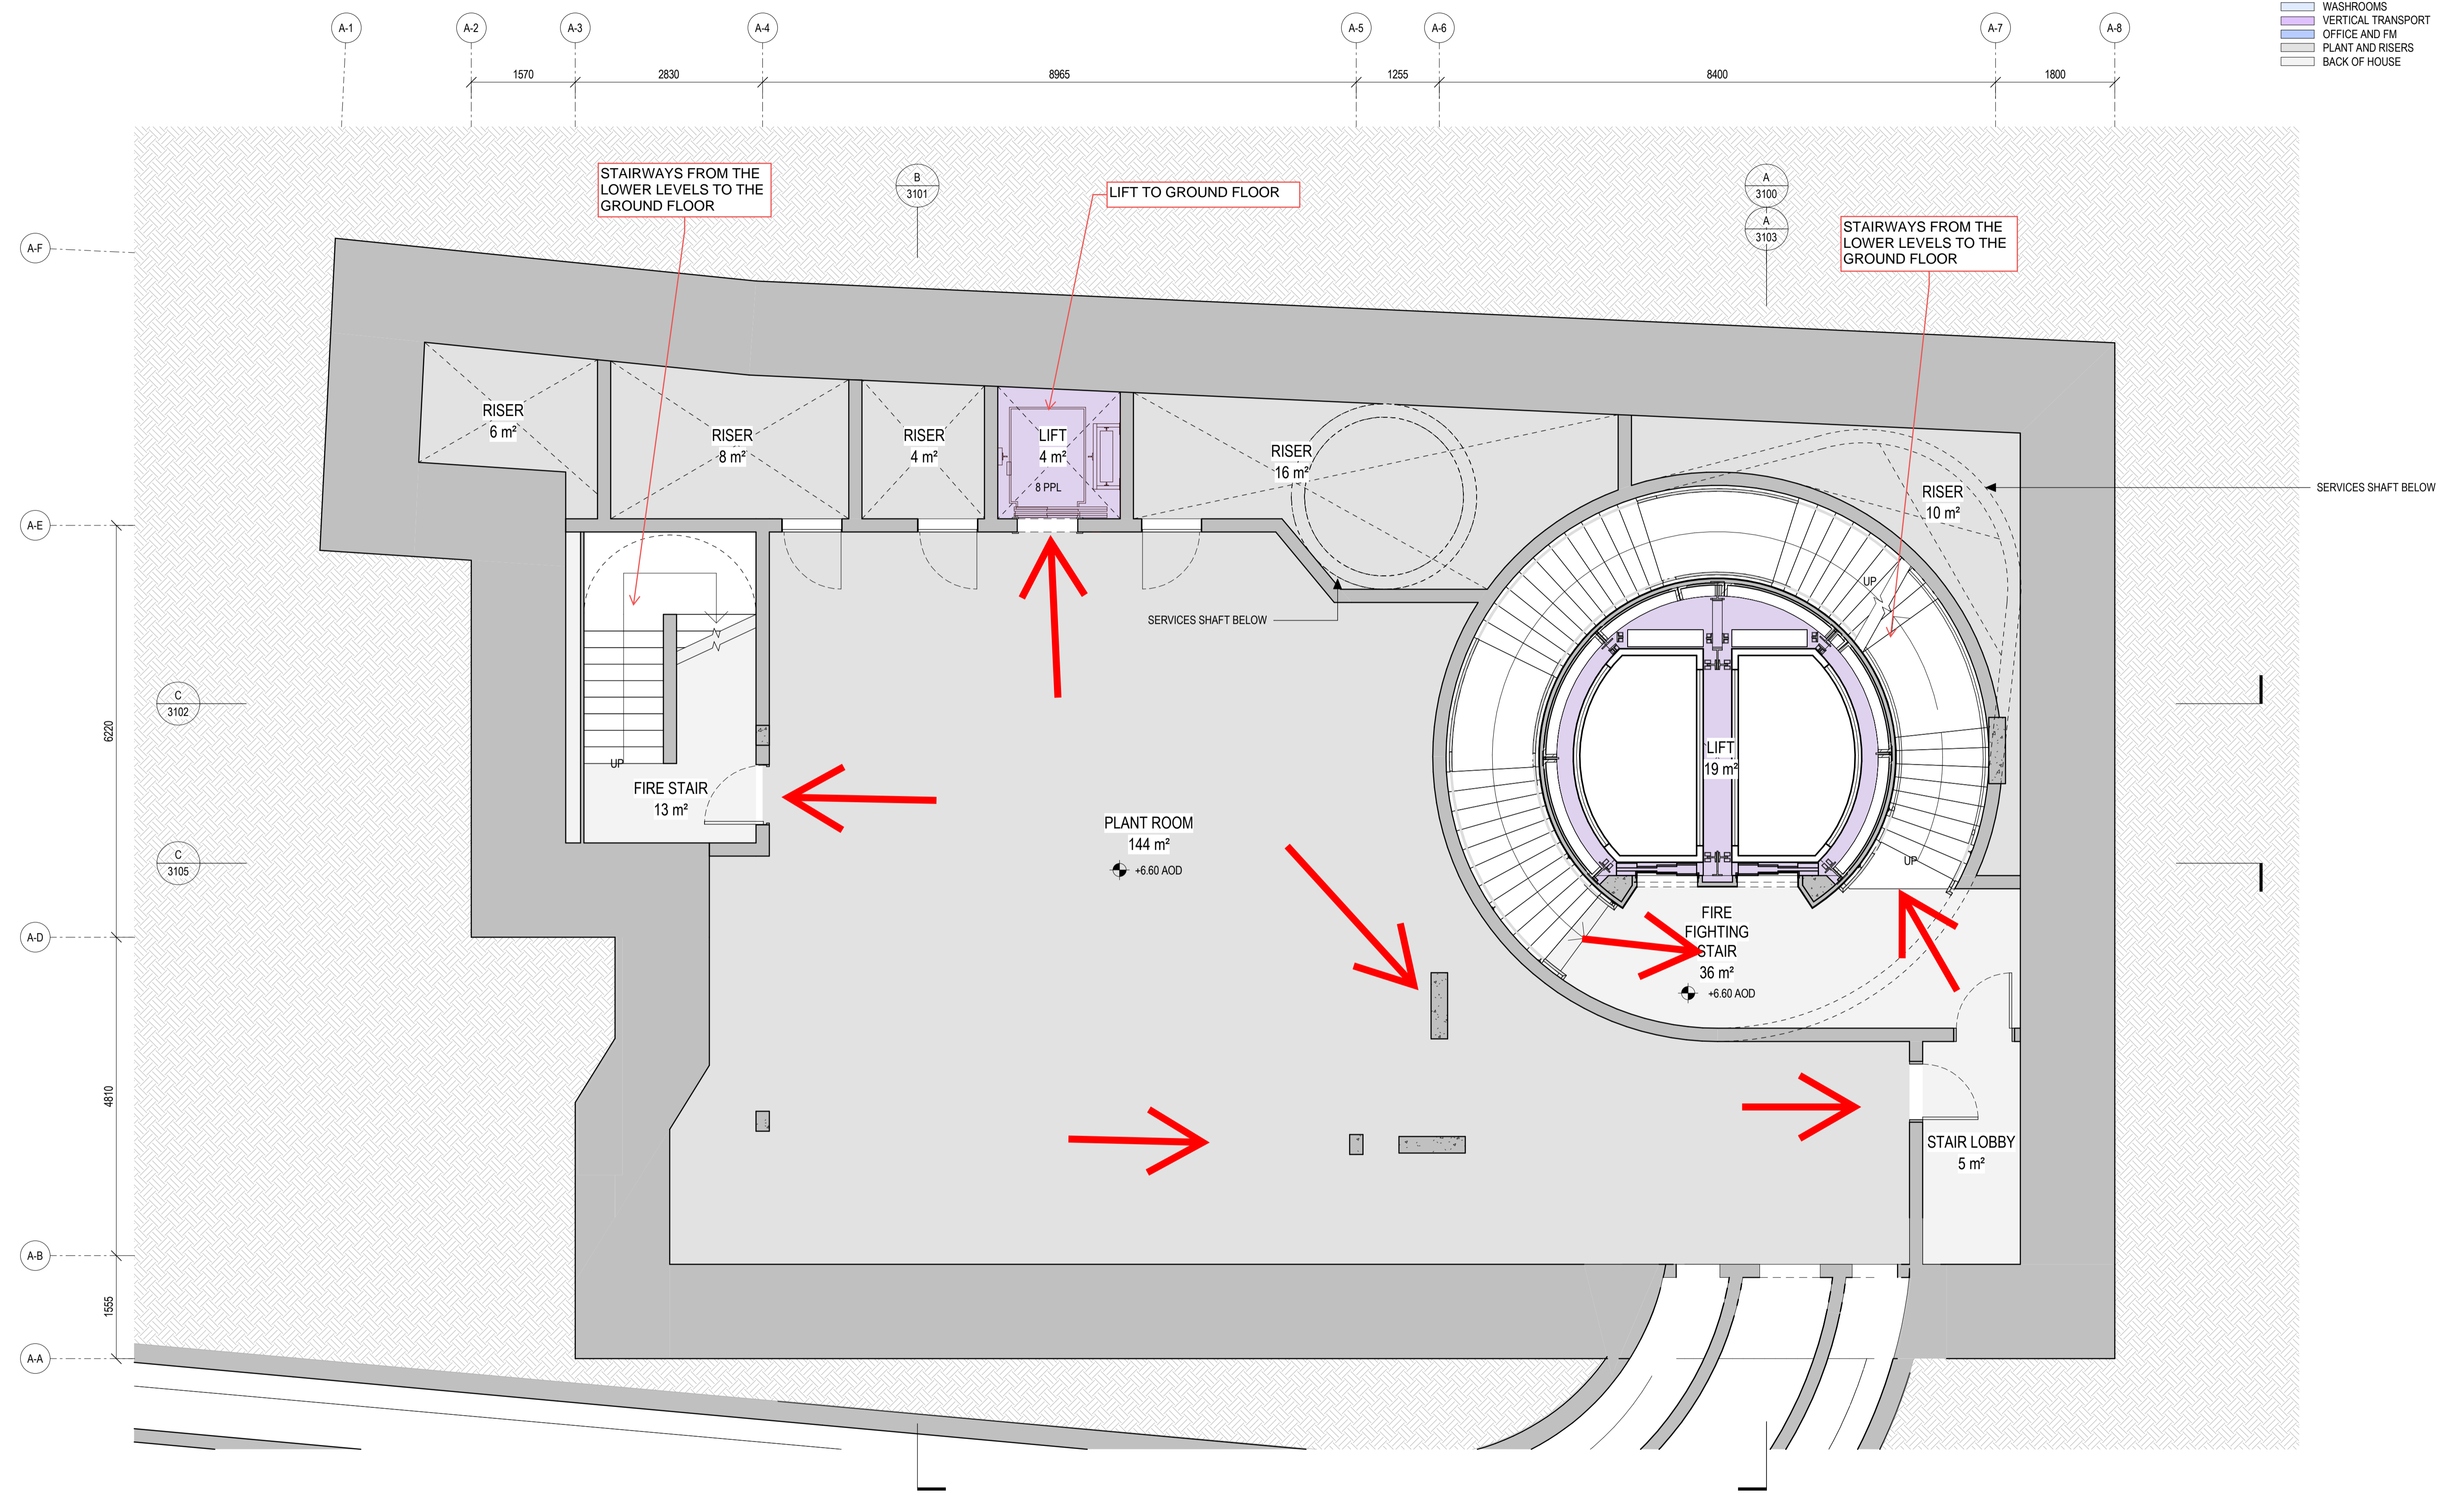 WASHROOMS
VERTICAL TRANSPORT
OFFICE AND FM
PLANT AND RISERS
BACK OF HOUSE
A-1
A-2
A-3
A-4
A-5
A-6
A-7
A-8
1570
2830
8965
1255
8400
1800
STAIRWAYS FROM THE
LOWER LEVELS TO THE
GROUND FLOOR
B
3101
LIFT TO GROUND FLOOR
A
3100
A
3103
STAIRWAYS FROM THE
LOWER LEVELS TO THE
GROUND FLOOR
A-F
RISER
6 m²
RISER
8 m²
RISER
4 m²
LIFT
4 m²
8 PPL
RISER
16 m²
RISER
10 m²
SERVICES SHAFT BELOW
A-E
UP
SERVICES SHAFT BELOW
C
3102
6220
UP
FIRE STAIR
13 m²
LIFT
19 m²
PLANT ROOM
144 m²
+6.60 AOD
C
3105
UP
FIRE
FIGHTING
STAIR
36 m²
+6.60 AOD
A-D
4810
STAIR LOBBY
5 m²
A-B
1555
A-A